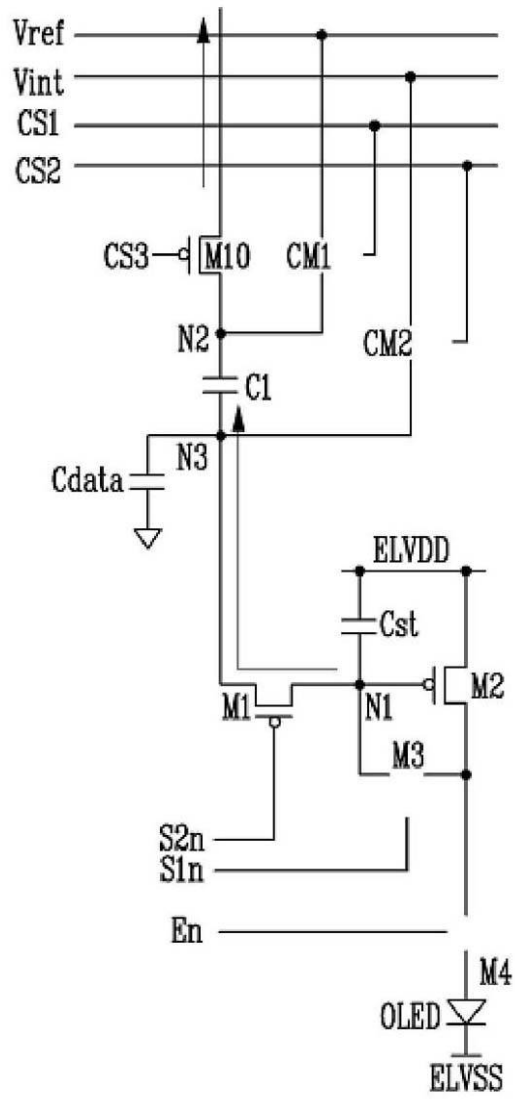 Vref
Vint
CS1
CS2
CS3
M10
CM1
N2
CM2
C1
N3
Cdata
ELVDD
Cst
M1
N1
M2
M3
S2n
S1n
En
M4
OLED
ELVSS